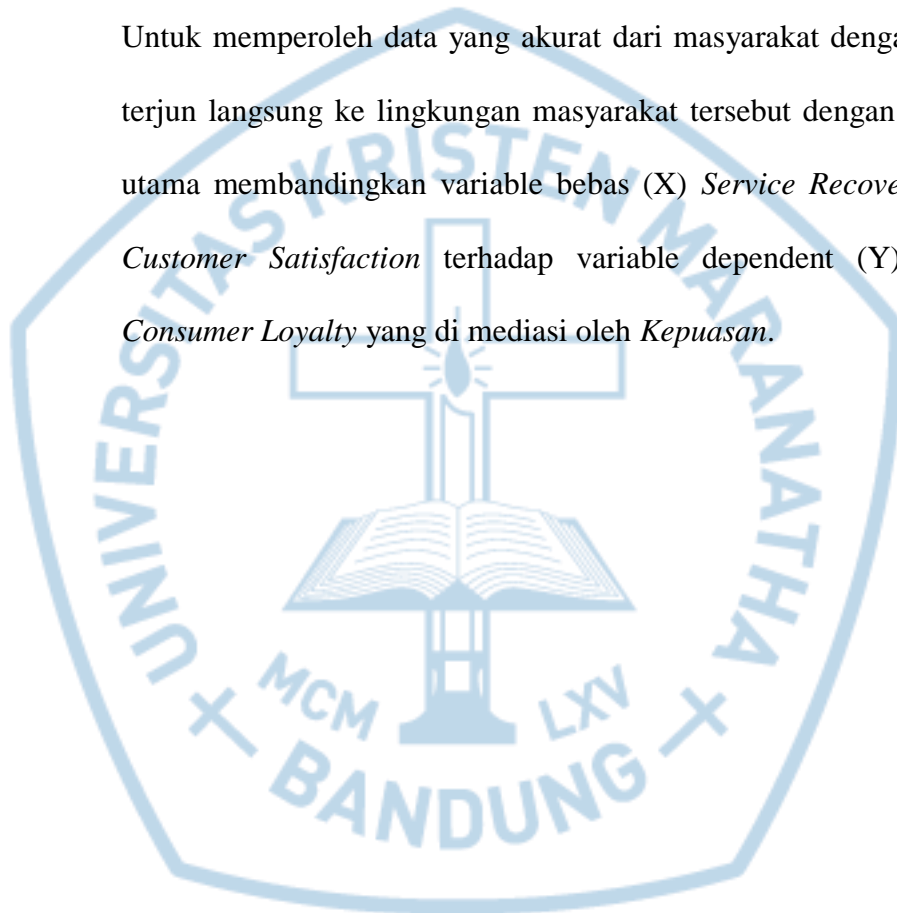 Untuk memperoleh data yang akurat dari masyarakat
terjun langsung ke lingkungan masyarakat tersebut dengan
utama membandingkan variable bebas (X) Service
Customer Satisfaction terhadap variable dependent (Y)
Consumer Loyalty yang di mediasi oleh Kepuasan.
UNIVERSITAS KRISTEN MARANATHA
MCM LXV
BANDUNG